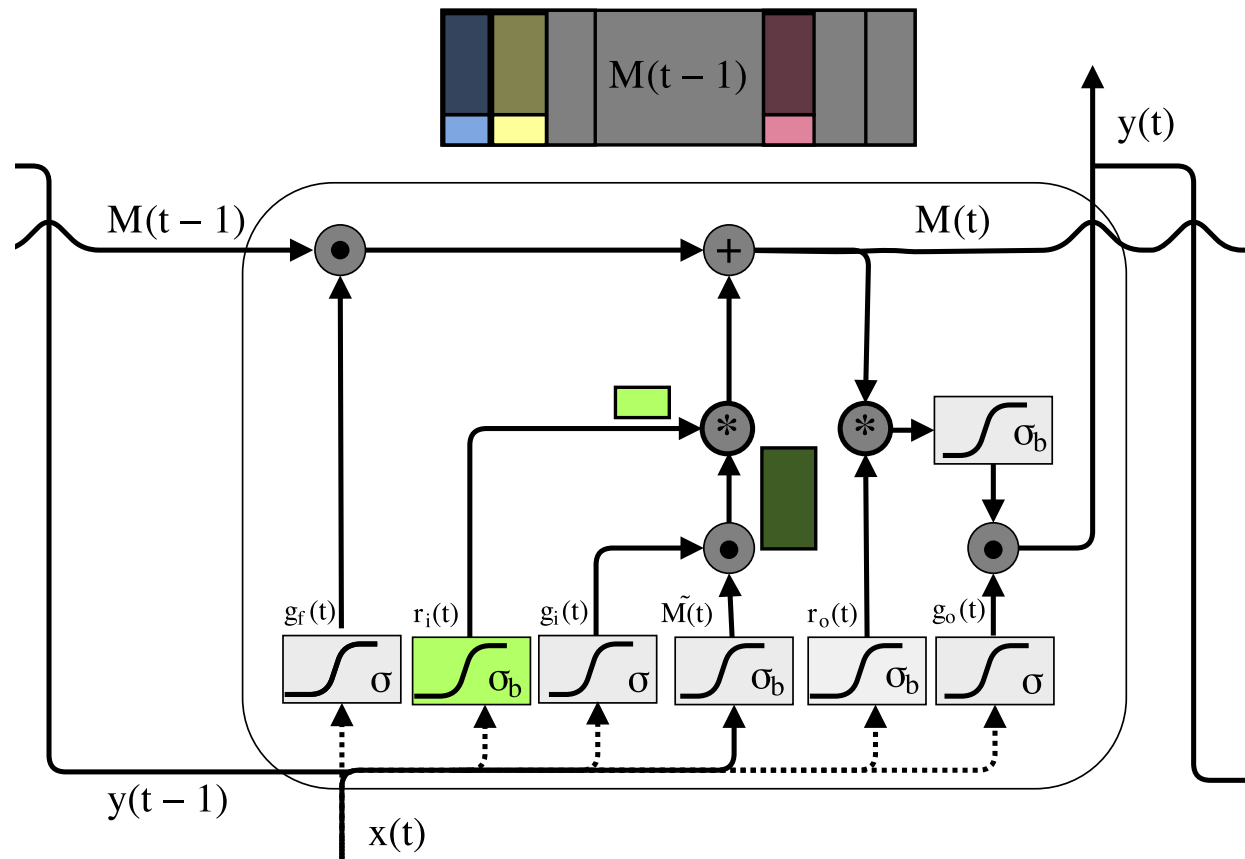 M(t − 1)
y(t)
M(t − 1)
M(t)
+
*
*
σb
gf(t)
ri(t)
gi(t)
M̃(t)
ro(t)
go(t)
σ
σb
σ
σb
σb
σ
y(t − 1)
x(t)